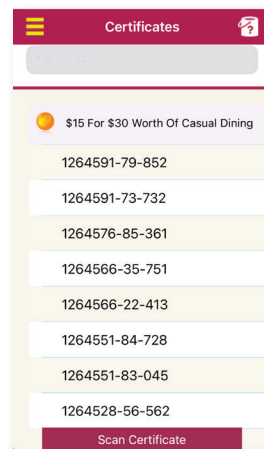 Certificates
?
Search
$15 For $30 Worth Of Casual Dining
1264591-79-852
1264591-73-732
1264576-85-361
1264566-35-751
1264566-22-413
1264551-84-728
1264551-83-045
1264528-56-562
Scan Certificate